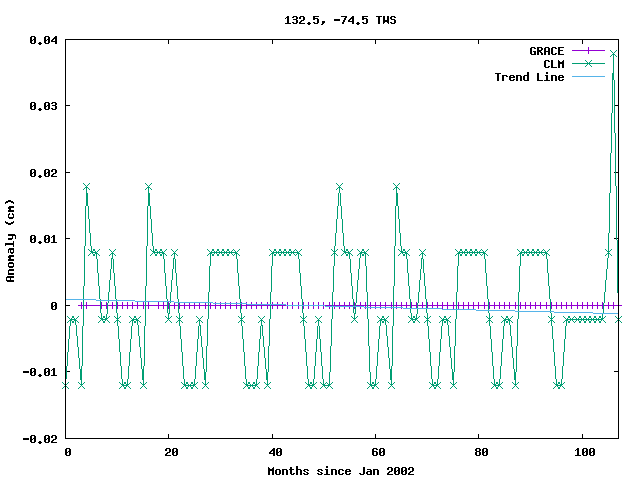 132.5, -74.5 TWS
GRACE
CLM
Trend Line
Anomaly (cm)
0.04
0.03
0.02
0.01
0
-0.01
-0.02
0 20 40 60 80 100
Months since Jan 2002